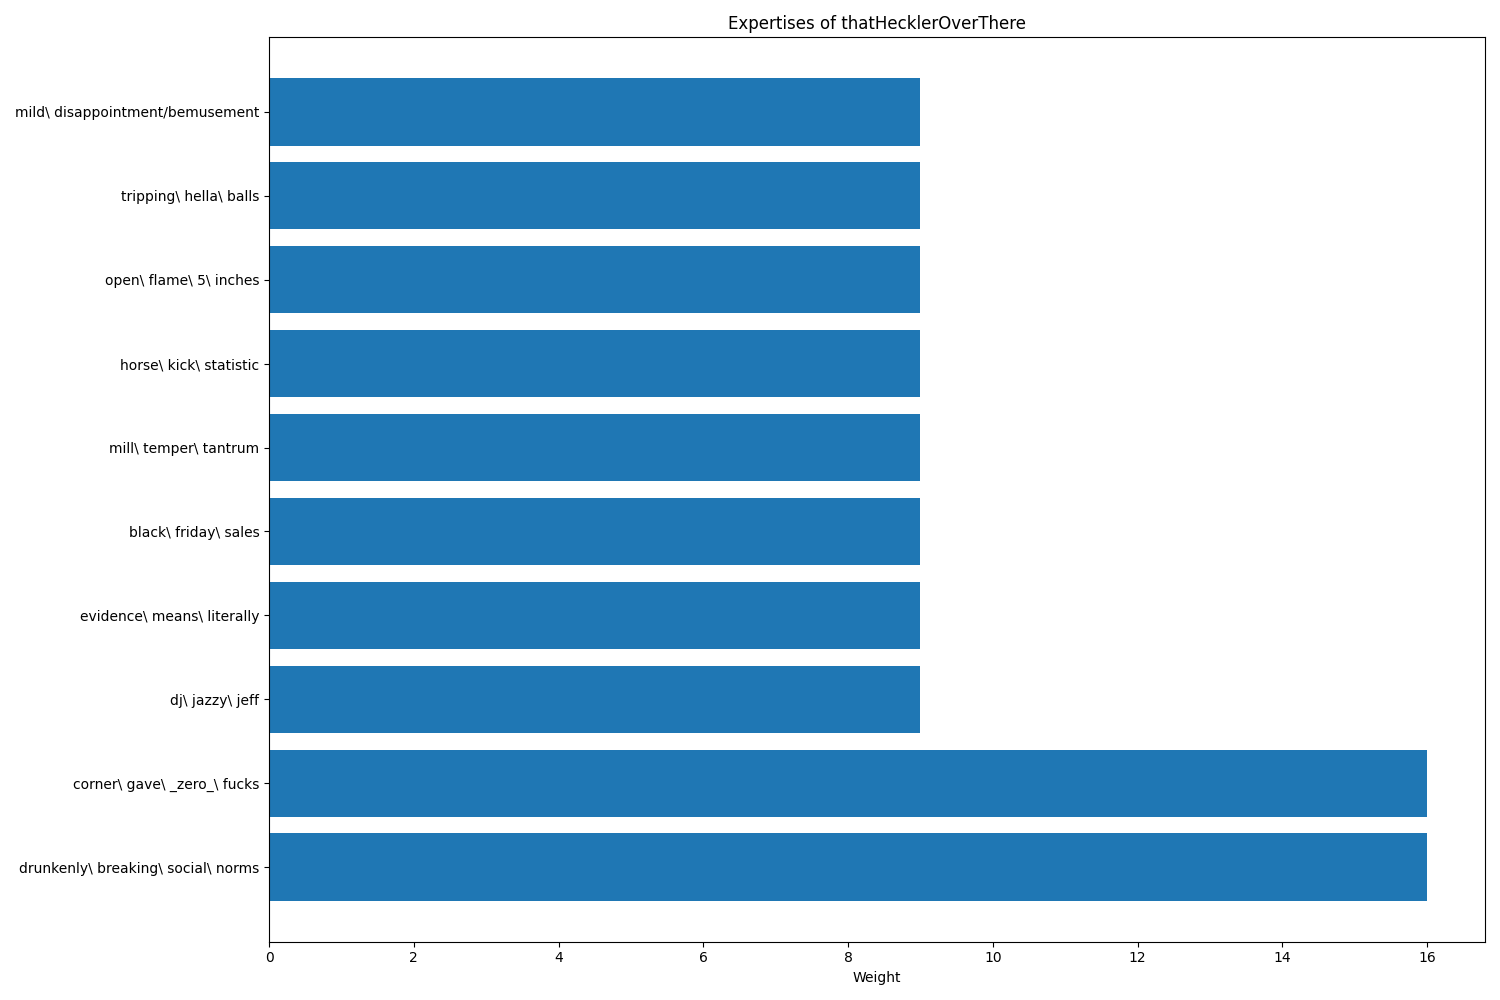 Expertises of thatHecklerOverThere
mild\ disappointment/bemusement
tripping\ hella\ balls
open\ flame\ 5\ inches
horse\ kick\ statistic
mill\ temper\ tantrum
black\ friday\ sales
evidence\ means\ literally
dj\ jazzy\ jeff
corner\ gave\ _zero_\ fucks
drunkenly\ breaking\ social\ norms
0 2 4 6 8 10 12 14 16
Weight